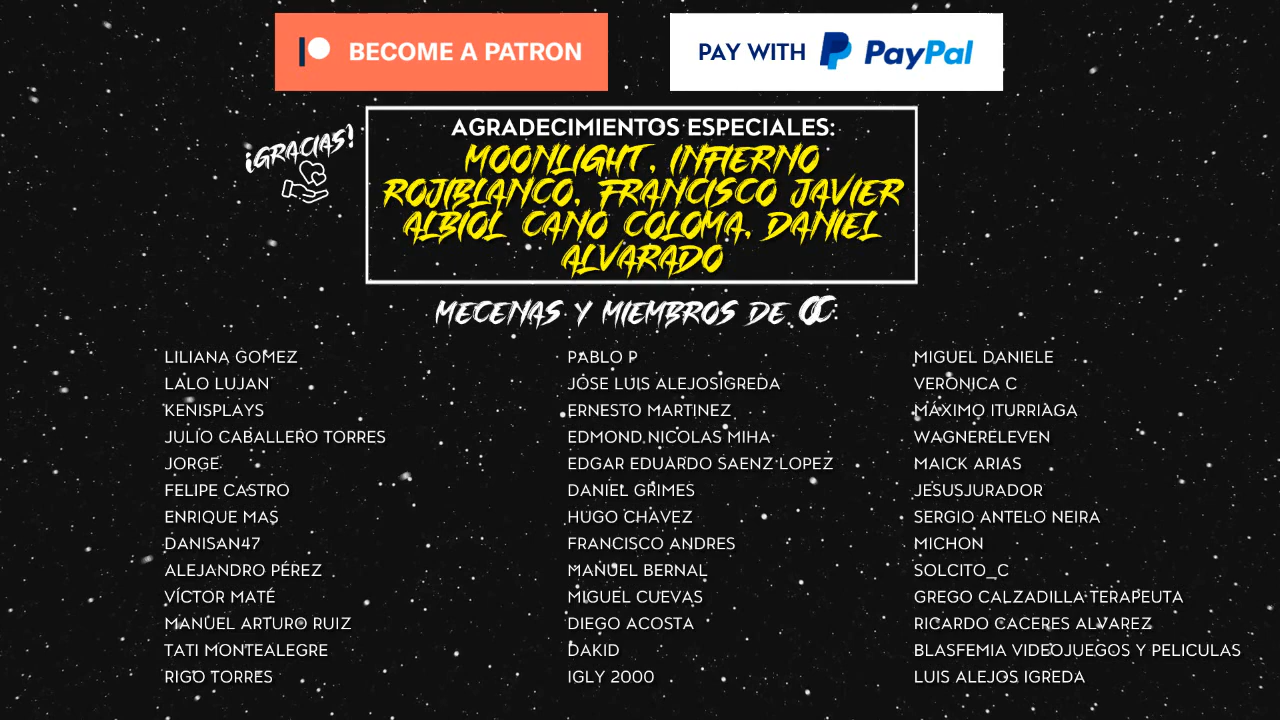 BECOME A PATRON
PAY WITH PayPal
¡GRACIAS!
AGRADECIMIENTOS ESPECIALES:
MOONLIGHT, INFIERNO
ROJIBLANCO, FRANCISCO JAVIER
ALBIOL CANO COLOMA, DANIEL
ALVARADO
MECENAS Y MIEMBROS DE OC:
LILIANA GOMEZ
LALO LUJAN
KENISPLAYS
JULIO CABALLERO TORRES
JORGE
FELIPE CASTRO
ENRIQUE MAS
DANISAN47
ALEJANDRO PÉREZ
VÍCTOR MATÉ
MANUEL ARTURO RUIZ
TATI MONTEALEGRE
RIGO TORRES
PABLO P
JOSE LUIS ALEJOSIGREDA
ERNESTO MARTINEZ
EDMOND NICOLAS MIHA
EDGAR EDUARDO SAENZ LOPEZ
DANIEL GRIMES
HUGO CHAVEZ
FRANCISCO ANDRES
MANUEL BERNAL
MIGUEL CUEVAS
DIEGO ACOSTA
DAKID
IGLY 2000
MIGUEL DANIELE
VERONICA C
MÁXIMO ITURRIAGA
WAGNERELEVEN
MAICK ARIAS
JESUSJURADOR
SERGIO ANTELO NEIRA
MICHON
SOLCITO_C
GREGO CALZADILLA TERAPEUTA
RICARDO CACERES ALVAREZ
BLASFEMIA VIDEOJUEGOS Y PELICULAS
LUIS ALEJOS IGREDA